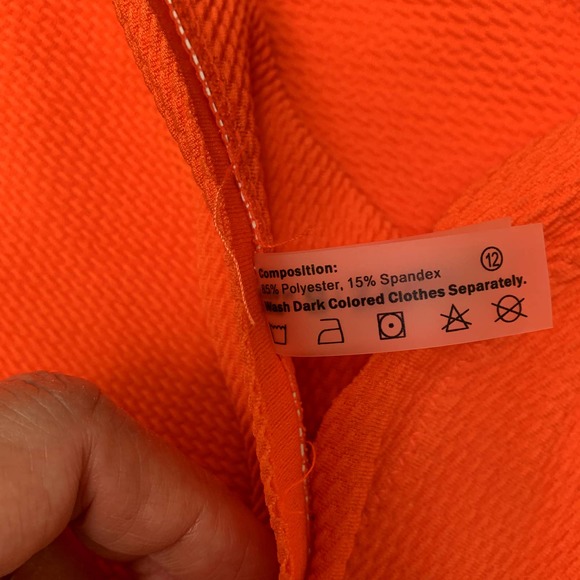 Composition:
12
85% Polyester, 15% Spandex
Wash Dark Colored Clothes Separately.